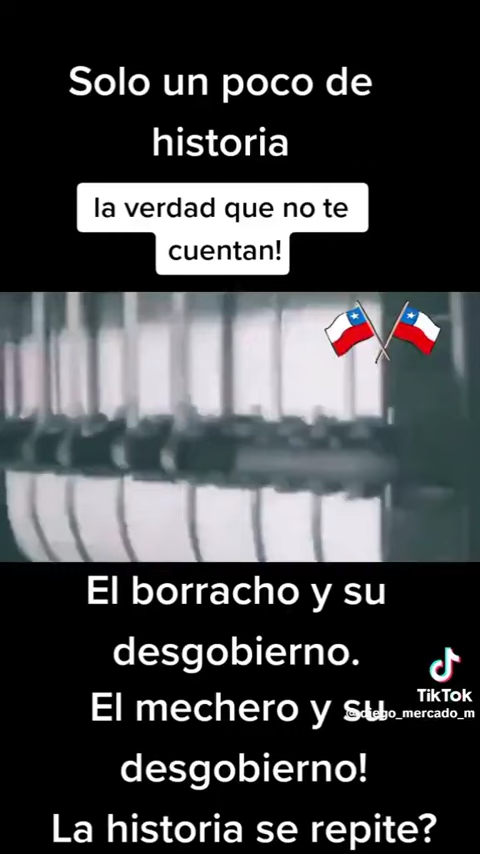 Solo un poco de
historia
la verdad que no te
cuentan!
El borracho y su
desgobierno.
El mechero y su
desgobierno!
La historia se repite?
TikTok
@diego_mercado_m